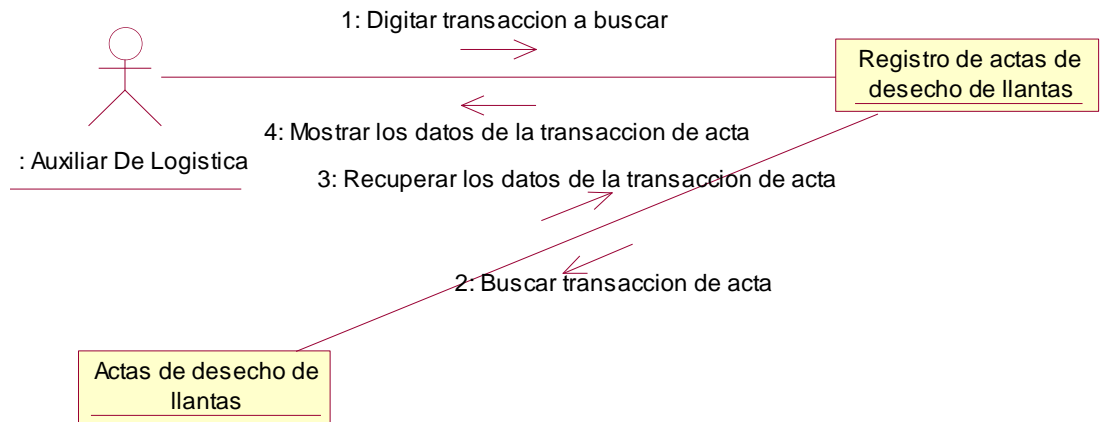 1: Digitar transaccion a buscar
Registro de actas de
desecho de llantas
4: Mostrar los datos de la transaccion de acta
: Auxiliar De Logistica
3: Recuperar los datos de la transaccion de acta
2: Buscar transaccion de acta
Actas de desecho de
llantas